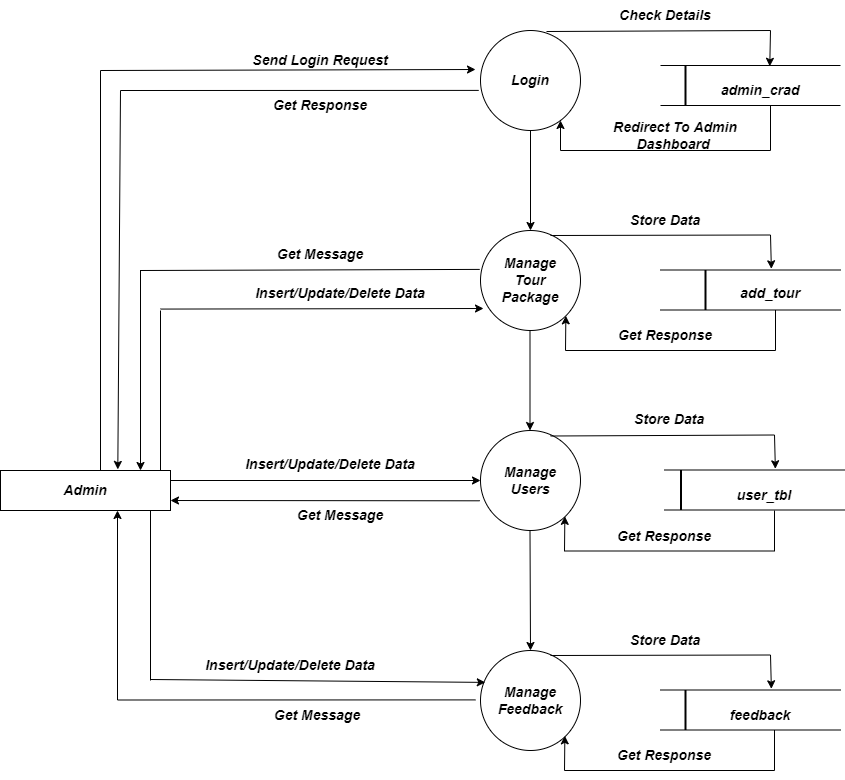 Check Details
Send Login Request
Login
admin_crad
Get Response
Redirect To Admin
Dashboard
Store Data
Get Message
Manage
Tour
Package
Insert/Update/Delete Data
add_tour
Get Response
Store Data
Insert/Update/Delete Data
Manage
Users
Admin
user_tbl
Get Message
Get Response
Store Data
Insert/Update/Delete Data
Manage
Feedback
Get Message
feedback
Get Response